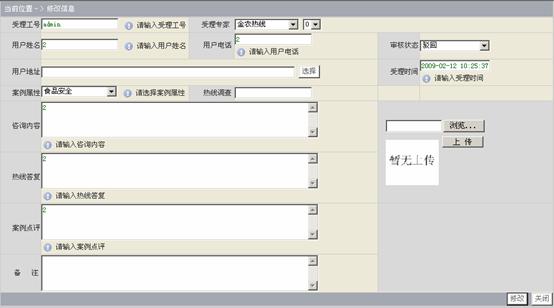 当前位置 -> 修改信息
受理工号 admin 请输入受理工号 受理专家 金农热线 0
用户姓名 2 请输入用户姓名 用户电话 2 请输入用户电话 审核状态 驳回
用户地址 选择 受理时间 2009-02-12 10:25:37 请输入受理时间
案例属性 食品安全 请选择案例属性 热线调查
咨询内容 2
请输入咨询内容
浏览...
上 传
暂无上传
热线答复 2
请输入热线答复
案例点评 2
请输入案例点评
备 注
修改 关闭